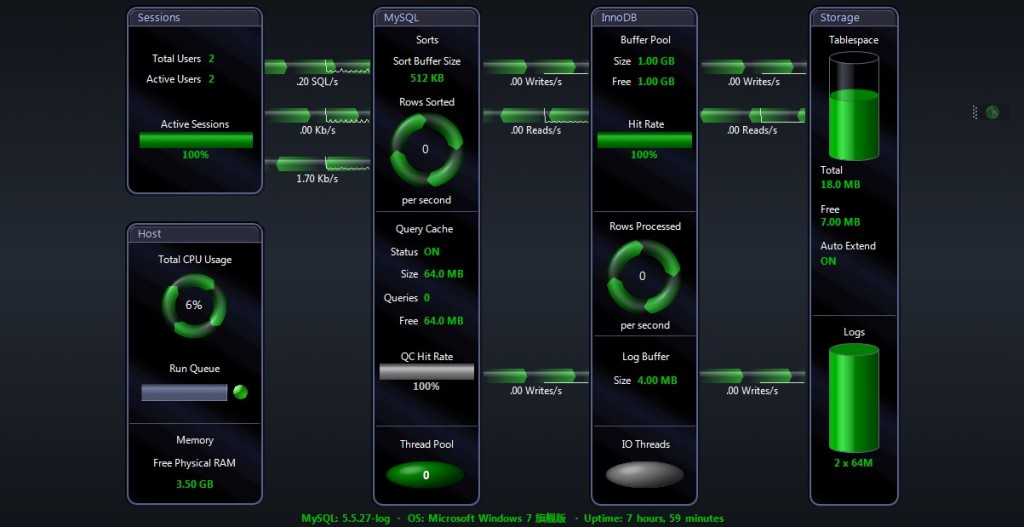 Sessions
Total Users 2
Active Users 2
Active Sessions
100%
.20 SQL/s
.00 Kb/s
1.70 Kb/s
Host
Total CPU Usage
6%
Run Queue
Memory
Free Physical RAM
3.50 GB
MySQL
Sorts
Sort Buffer Size
512 KB
Rows Sorted
0
per second
Query Cache
Status ON
Size 64.0 MB
Queries 0
Free 64.0 MB
QC Hit Rate
100%
Thread Pool
0
.00 Writes/s
.00 Reads/s
.00 Writes/s
InnoDB
Buffer Pool
Size 1.00 GB
Free 1.00 GB
Hit Rate
100%
Rows Processed
0
per second
Log Buffer
Size 4.00 MB
IO Threads
.00 Writes/s
.00 Reads/s
.00 Writes/s
Storage
Tablespace
Total
18.0 MB
Free
7.00 MB
Auto Extend
ON
Logs
2 x 64M
MySQL: 5.5.27-log · OS: Microsoft Windows 7 旗舰版 · Uptime: 7 hours, 59 minutes